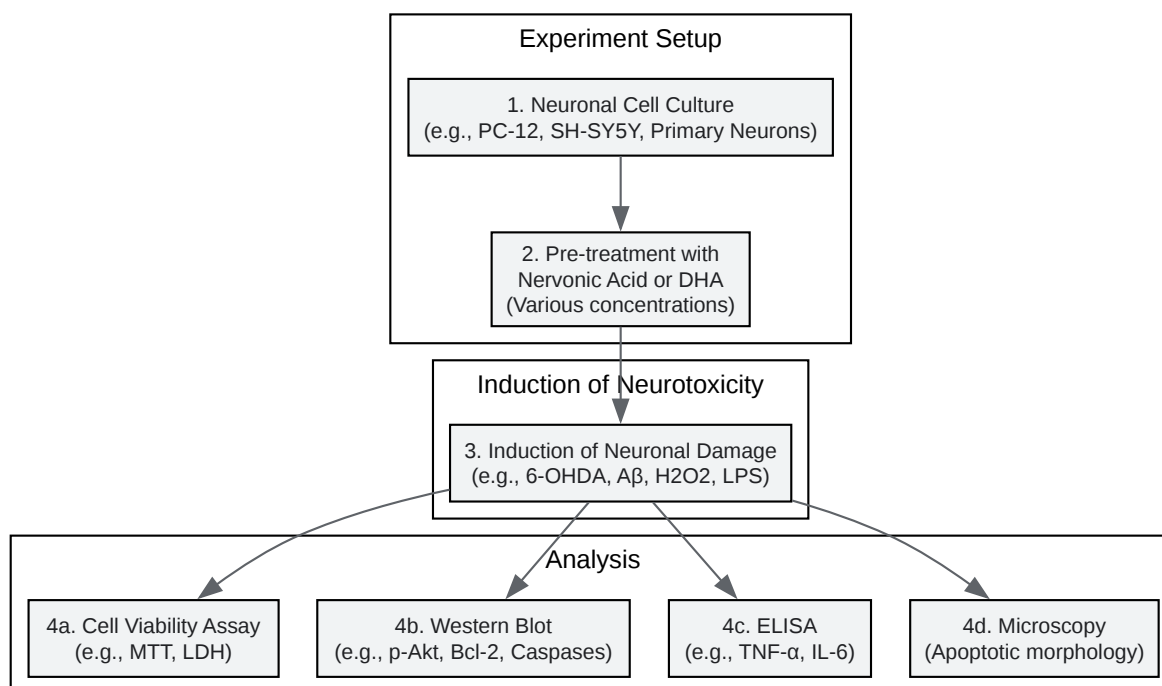 Experiment Setup
1. Neuronal Cell Culture
(e.g., PC-12, SH-SY5Y, Primary Neurons)
2. Pre-treatment with
Nervonic Acid or DHA
(Various concentrations)
Induction of Neurotoxicity
3. Induction of Neuronal Damage
(e.g., 6-OHDA, Aβ, H2O2, LPS)
Analysis
4a. Cell Viability Assay
(e.g., MTT, LDH)
4b. Western Blot
(e.g., p-Akt, Bcl-2, Caspases)
4c. ELISA
(e.g., TNF-α, IL-6)
4d. Microscopy
(Apoptotic morphology)